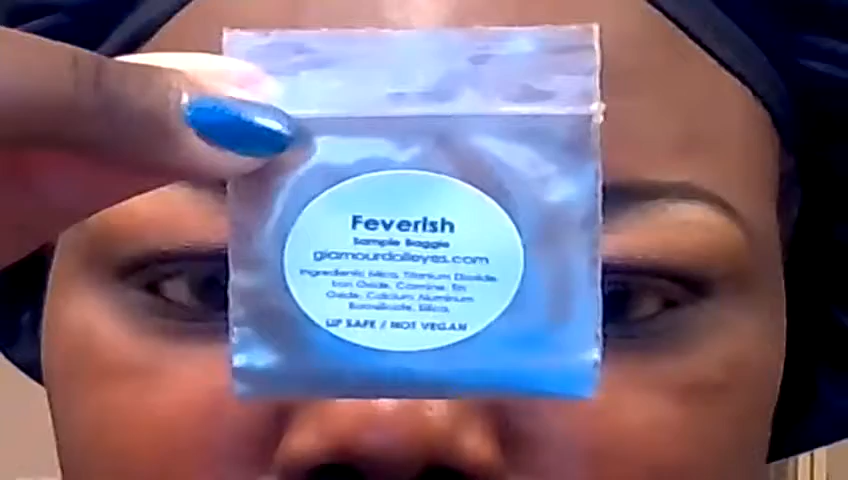 Feverish
Sample Baggie
glamourdolleyes.com
Ingredients: Mica, Titanium Dioxide
Iron Oxide, Carmine, Tin
Oxide, Calcium Aluminum
Borosilicate, Silica,
LIP SAFE / NOT VEGAN